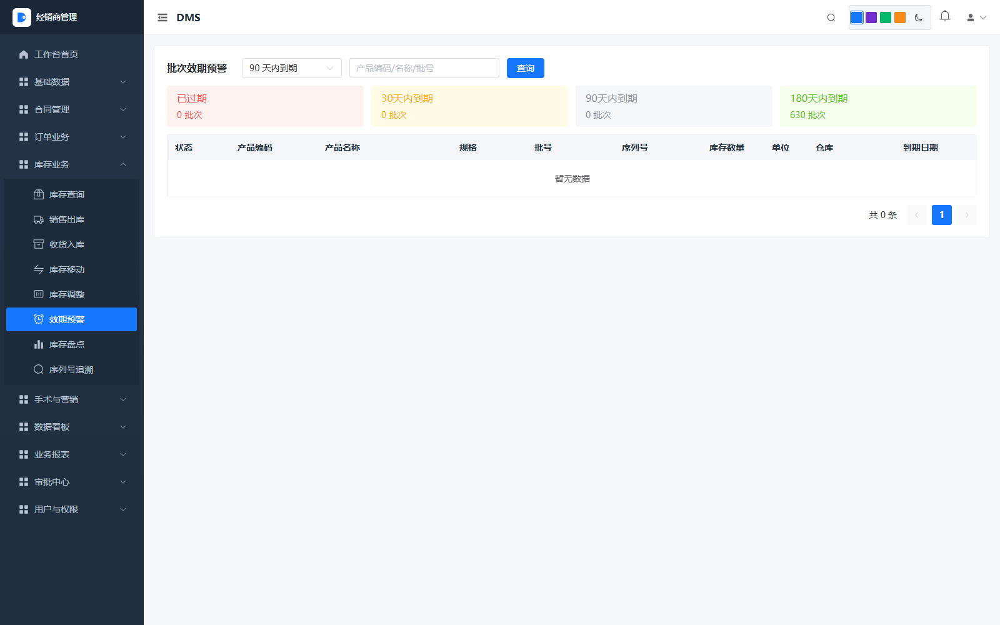 经销商管理
DMS
工作台首页
基础数据
合同管理
订单业务
库存业务
库存查询
销售出库
收货入库
库存移动
库存调整
效期预警
库存盘点
序列号追溯
手术与营销
数据看板
业务报表
审批中心
用户与权限
批次效期预警
90 天内到期
产品编码/名称/批号
查询
已过期
0 批次
30天内到期
0 批次
90天内到期
0 批次
180天内到期
630 批次
状态 产品编码 产品名称 规格 批号 序列号 库存数量 单位 仓库 到期日期
暂无数据
共 0 条
1